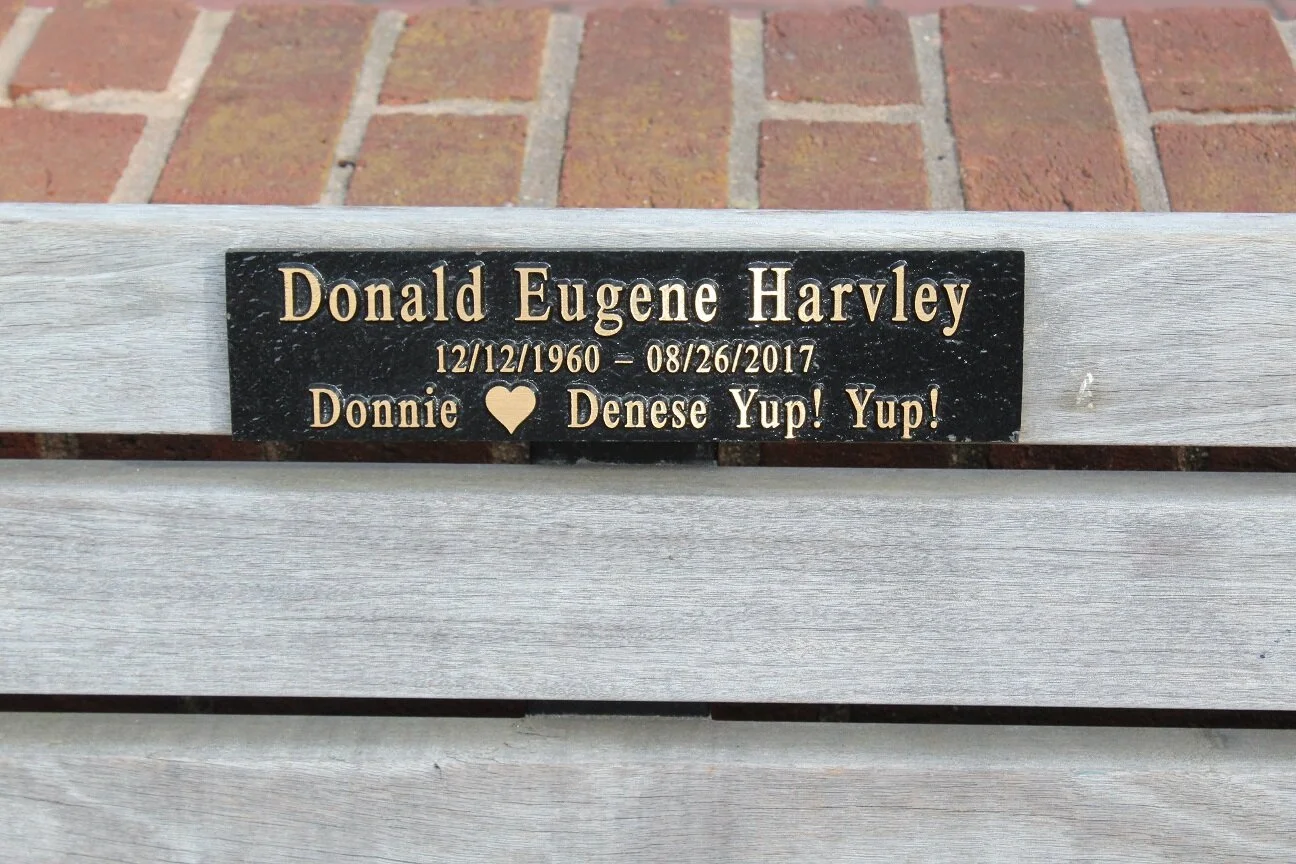 Donald Eugene Harvley
12/12/1960 – 08/26/2017
Donnie ♥ Denese Yup! Yup!